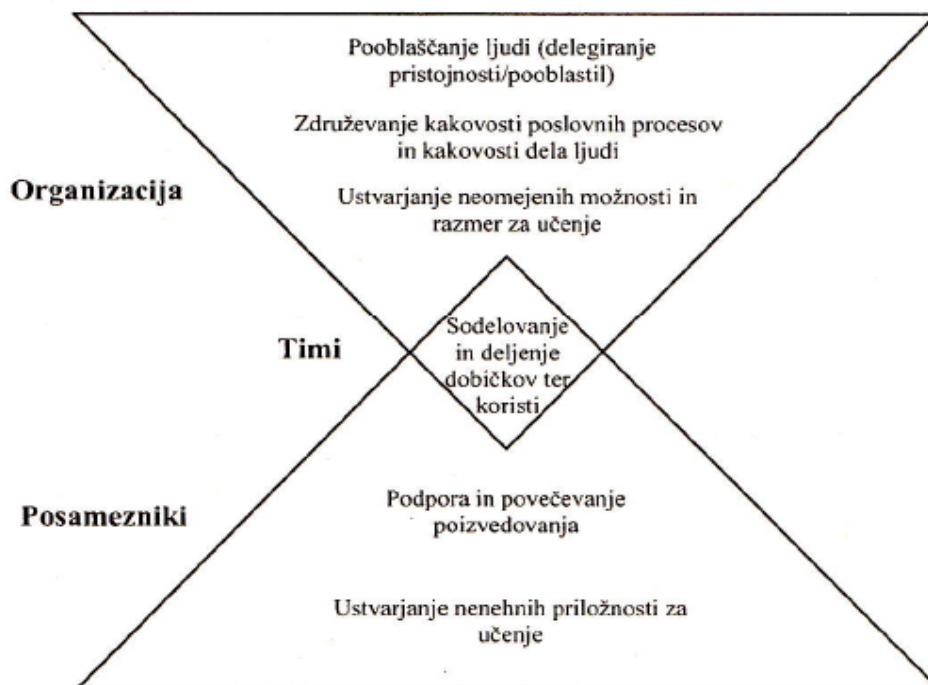 Pooblaščanje ljudi (delegiranje
pristojnosti/pooblastil)
Združevanje kakovosti poslovnih procesov
in kakovosti dela ljudi
Organizacija
Ustvarjanje neomejenih možnosti in
razmer za učenje
Timi
Sodelovanje
in deljenje
dobičkov ter
koristi
Posamezniki
Podpora in povečevanje
poizvedovanja
Ustvarjanje nenehnih priložnosti za
učenje